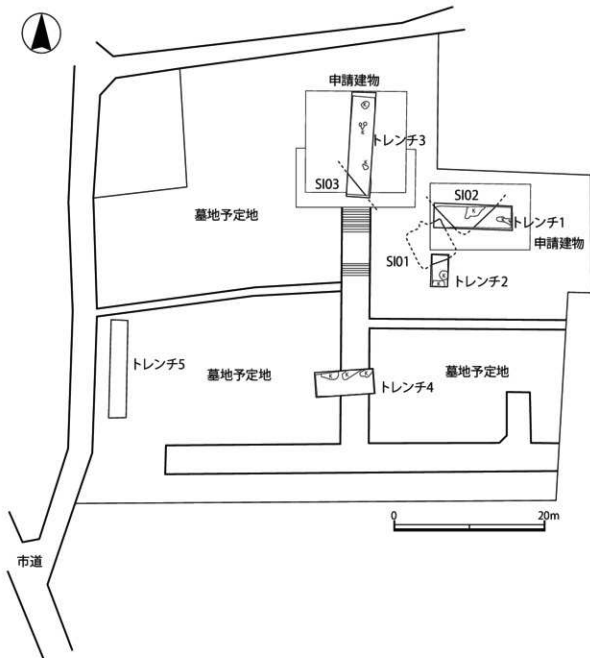 申請建物
トレンチ3
SI03
SI02
墓地予定地
トレンチ1
申請建物
SI01
トレンチ2
トレンチ5
墓地予定地
トレンチ4
墓地予定地
0
20m
市道